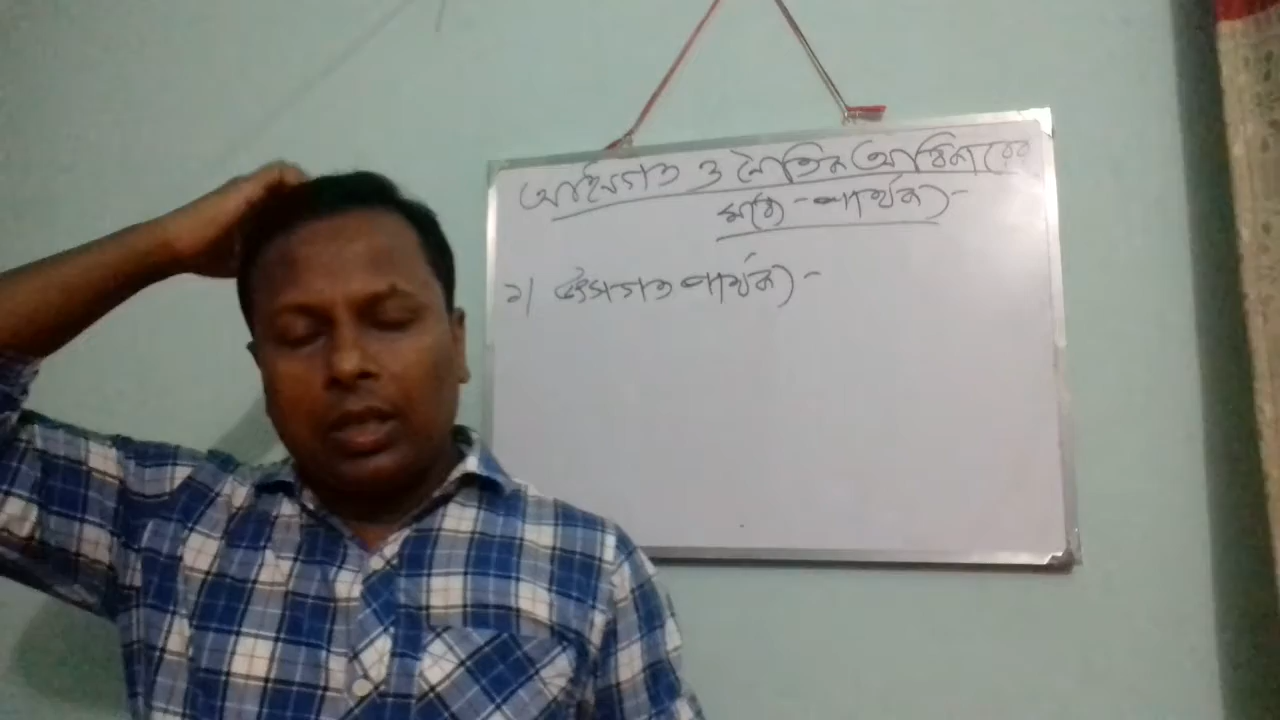 আইনগত ও নৈতিক অধিকারের
মধ্যে পার্থক্য-
১| উৎসগত পার্থক্য-